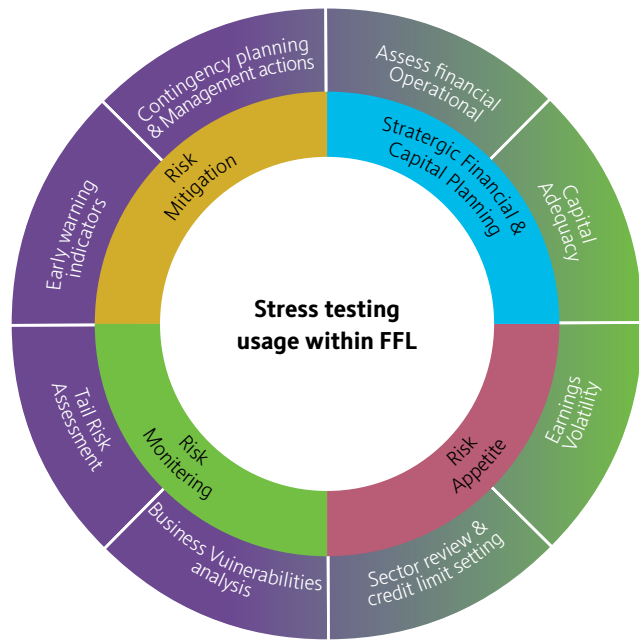 Stress testing
usage within FFL
Stratergic Financial &
Capital Planning
Risk
Appetite
Risk
Monitering
Risk
Mitigation
Assess financial
Operational
Capital
Adequacy
Earnings
Volatility
Sector review &
credit limit setting
Business Vuinerabilities
analysis
Tail Risk
Assessment
Early warning
indicators
Contingency planning
& Management actions